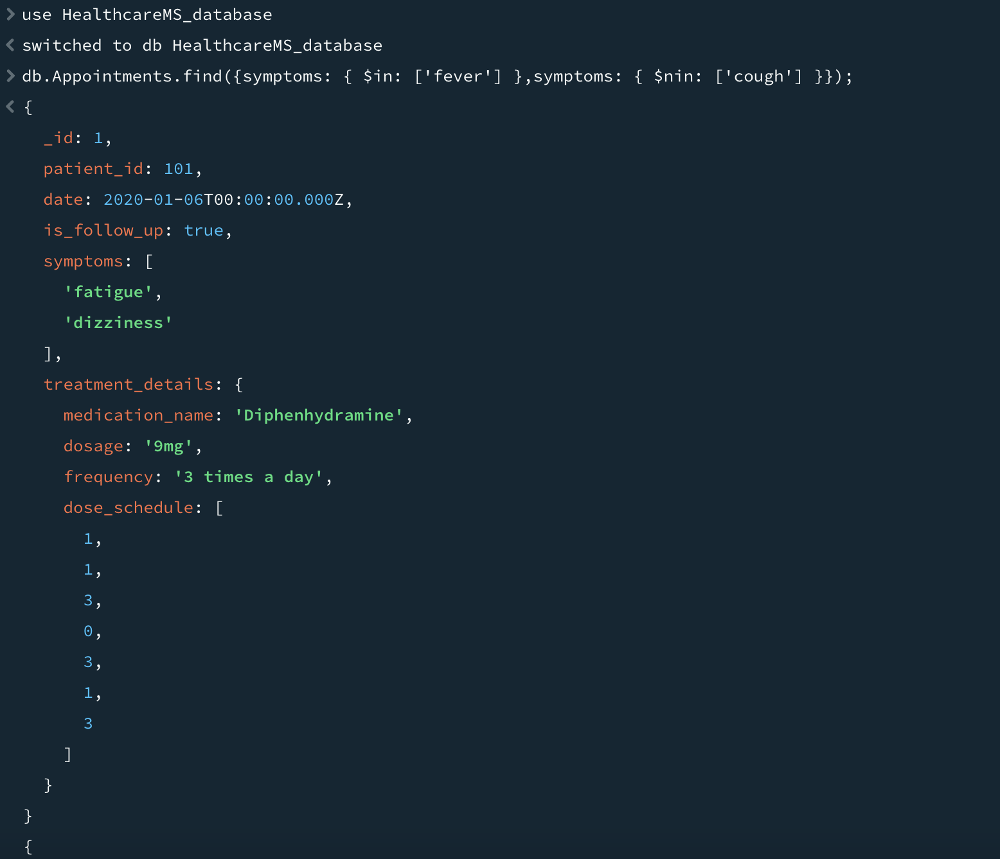 > use HealthcareMS_database
< switched to db HealthcareMS_database
> db.Appointments.find({symptoms: { $in: ['fever'] },symptoms: { $nin: ['cough'] }});
< {
_id: 1,
patient_id: 101,
date: 2020-01-06T00:00:00.000Z,
is_follow_up: true,
symptoms: [
'fatigue',
'dizziness'
],
treatment_details: {
medication_name: 'Diphenhydramine',
dosage: '9mg',
frequency: '3 times a day',
dose_schedule: [
1,
1,
3,
0,
3,
1,
3
]
}
}
{